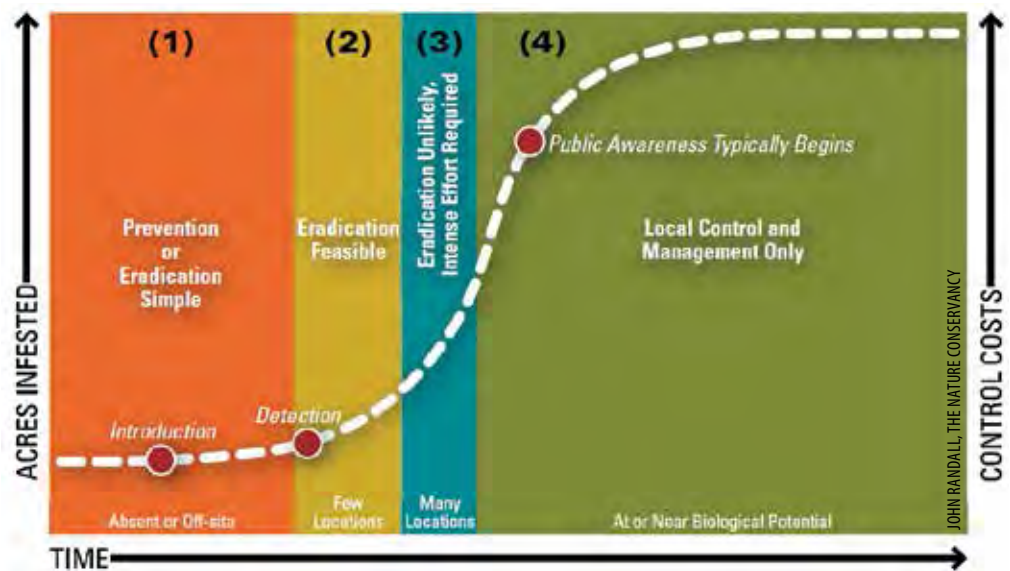 (1)
(2)
(3)
(4)
Eradication Unlikely,
Intense Effort Required
Public Awareness Typically Begins
Prevention
or
Eradication
Simple
Eradication
Feasible
Local Control and
Management Only
Introduction
Detection
Absent or Off-site
Few
Locations
Many
Locations
At or Near Biological Potential
ACRES INFESTED
CONTROL COSTS
JOHN RANDALL, THE NATURE CONSERVANCY
TIME